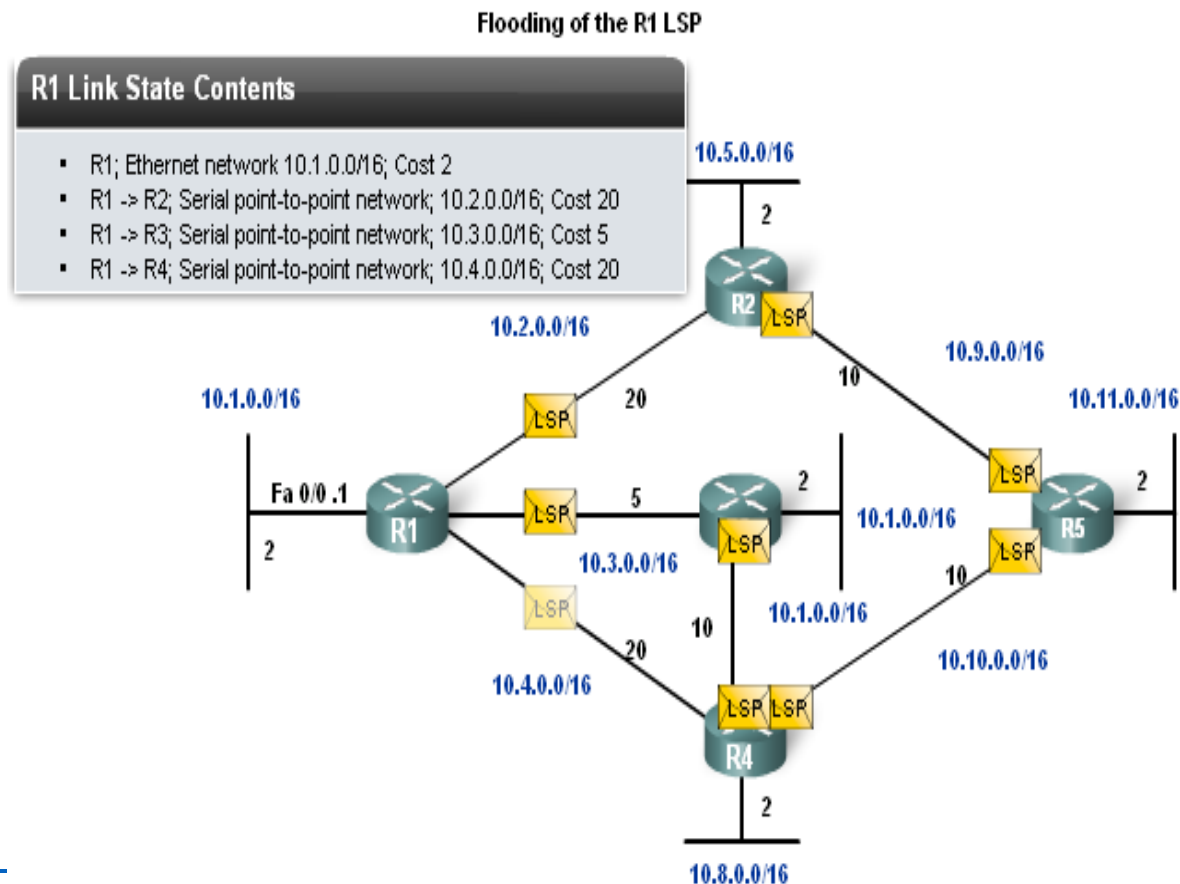 Flooding of the R1 LSP
R1 Link State Contents
▪ R1; Ethernet network 10.1.0.0/16; Cost 2
▪ R1 -> R2; Serial point-to-point network; 10.2.0.0/16; Cost 20
▪ R1 -> R3; Serial point-to-point network; 10.3.0.0/16; Cost 5
▪ R1 -> R4; Serial point-to-point network; 10.4.0.0/16; Cost 20
10.5.0.0/16
2
R2
LSP
10.2.0.0/16
10.9.0.0/16
10
10.1.0.0/16
20
10.11.0.0/16
LSP
LSP
2
2
Fa 0/0 .1
5
R1
LSP
10.1.0.0/16
R5
2
LSP
LSP
10.3.0.0/16
10
LSP
10.1.0.0/16
10
20
10.10.0.0/16
10.4.0.0/16
LSP
LSP
R4
2
10.8.0.0/16